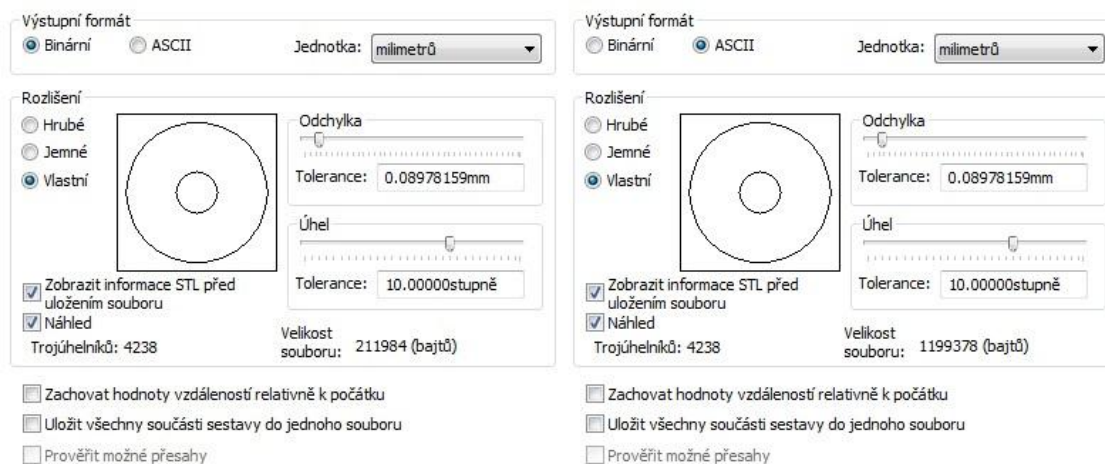 Výstupní formát
Binární
ASCII
Jednotka:
milimetrů
Rozlišení
Hrubé
Jemné
Vlastní
Odchylka
Tolerance:
0.08978159mm
Úhel
Tolerance:
10.00000stupně
Zobrazit informace STL před
uložením souboru
Náhled
Trojúhelníků: 4238
Velikost
souboru: 211984 (bajtů)
Zachovat hodnoty vzdáleností relativně k počátku
Uložit všechny součásti sestavy do jednoho souboru
Prověřit možné přesahy
Výstupní formát
Binární
ASCII
Jednotka:
milimetrů
Rozlišení
Hrubé
Jemné
Vlastní
Odchylka
Tolerance:
0.08978159mm
Úhel
Tolerance:
10.00000stupně
Zobrazit informace STL před
uložením souboru
Náhled
Trojúhelníků: 4238
Velikost
souboru: 1199378 (bajtů)
Zachovat hodnoty vzdáleností relativně k počátku
Uložit všechny součásti sestavy do jednoho souboru
Prověřit možné přesahy